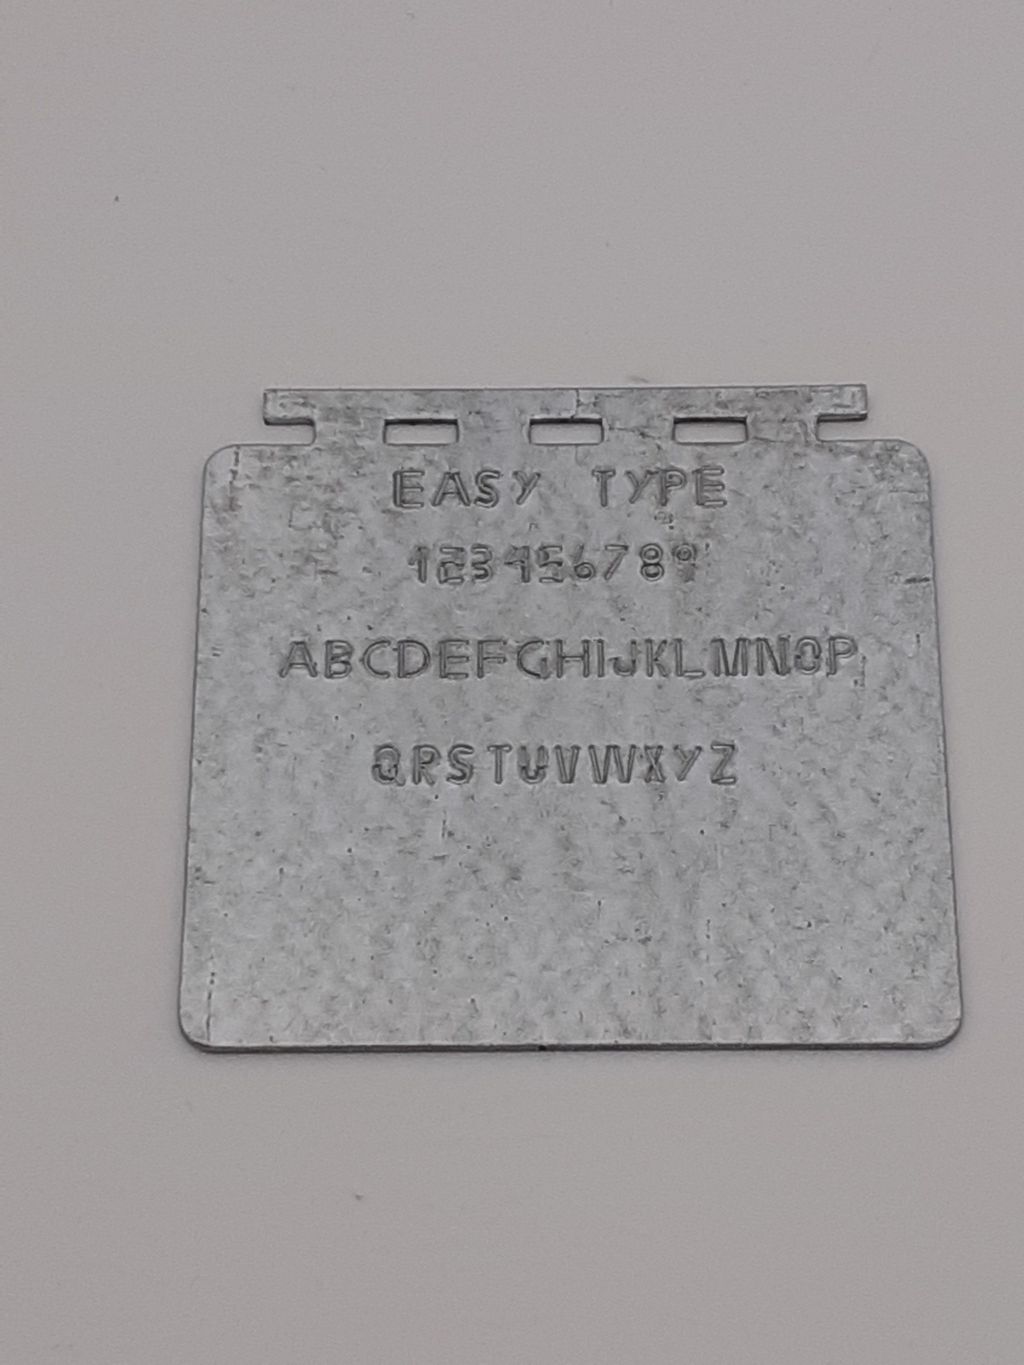 EASY TYPE
123456789
ABCDEFGHIJKLMNOP
QRSTUVWXYZ